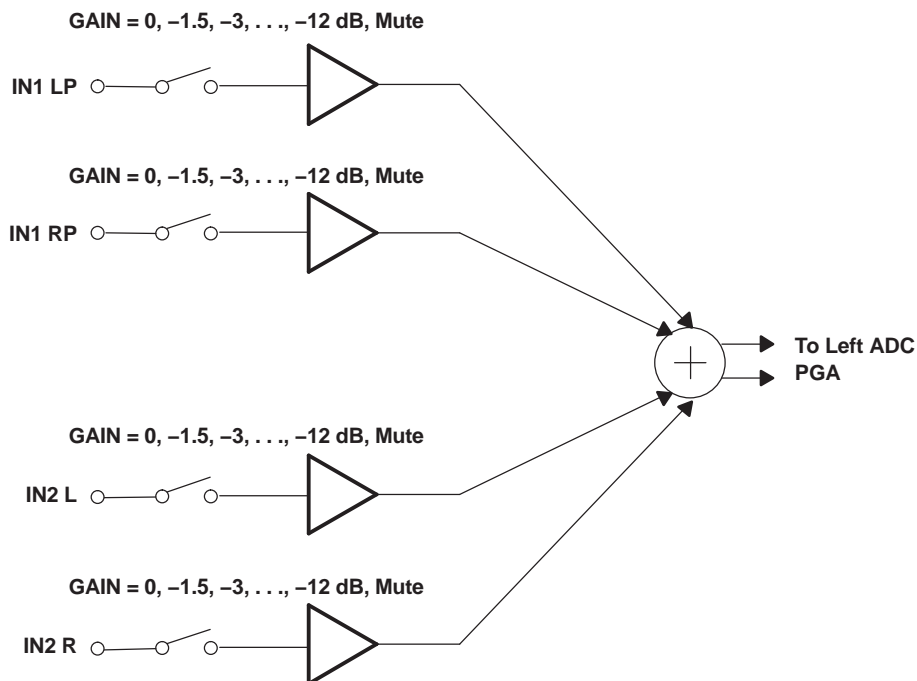 GAIN = 0, −1.5, −3, . . ., −12 dB, Mute
IN1 LP
GAIN = 0, −1.5, −3, . . ., −12 dB, Mute
IN1 RP
To Left ADC
PGA
GAIN = 0, −1.5, −3, . . ., −12 dB, Mute
IN2 L
GAIN = 0, −1.5, −3, . . ., −12 dB, Mute
IN2 R